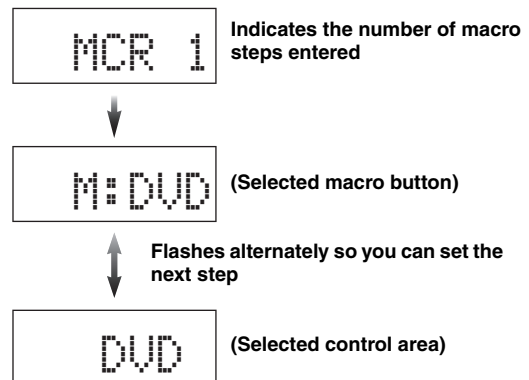 MCR 1
Indicates the number of macro
steps entered
M:DVD
(Selected macro button)
Flashes alternately so you can set the
next step
DVD
(Selected control area)